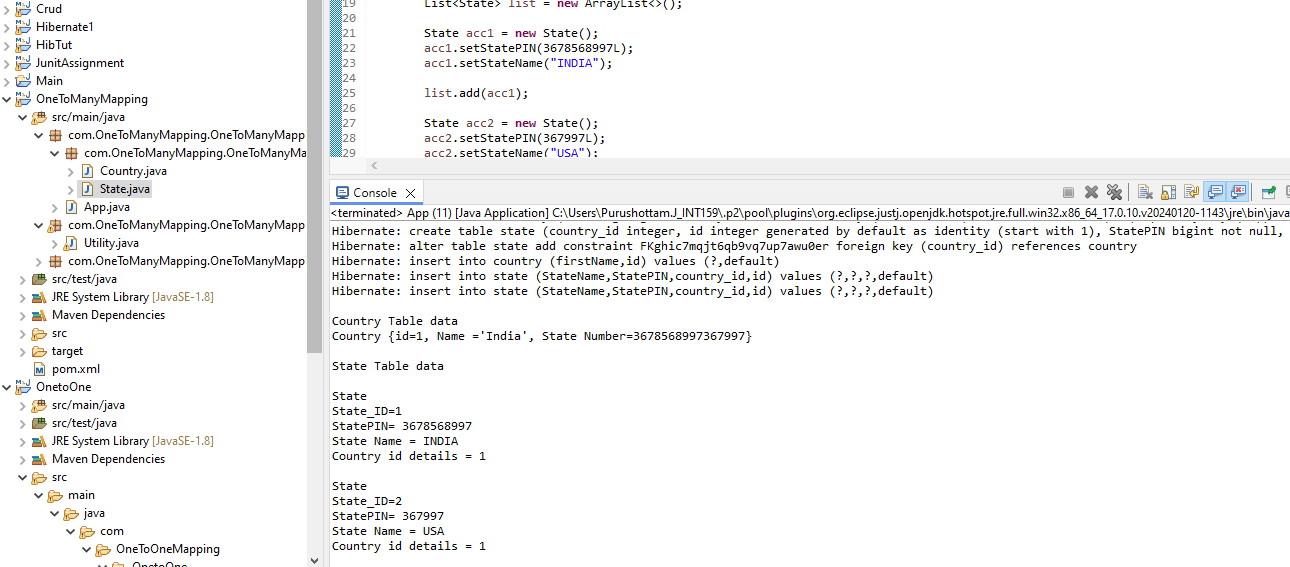 Crud
Hibernate1
HibTut
JunitAssignment
Main
OneToManyMapping
src/main/java
com.OneToManyMapping.OneToManyMapp
com.OneToManyMapping.OneToManyMa
Country.java
State.java
App.java
com.OneToManyMapping.OneToManyMapp
Utility.java
com.OneToManyMapping.OneToManyMapp
src/test/java
JRE System Library [JavaSE-1.8]
Maven Dependencies
src
target
pom.xml
OnetoOne
src/main/java
src/test/java
JRE System Library [JavaSE-1.8]
Maven Dependencies
src
main
java
com
OneToOneMapping
OnetoOne
19 List<State> list = new ArrayList<>();
20
21 State acc1 = new State();
22 acc1.setStatePIN(3678568997L);
23 acc1.setStateName("INDIA");
24
25 list.add(acc1);
26
27 State acc2 = new State();
28 acc2.setStatePIN(367997L);
29 acc2.setStateName("USA");
Console
<terminated> App (11) [Java Application] C:\Users\Purushottam.J_INT159\.p2\pool\plugins\org.eclipse.justj.openjdk.hotspot.jre.full.win32.x86_64_17.0.10.v20240120-1143\jre\bin\java
Hibernate: create table state (country_id integer, id integer generated by default as identity (start with 1), StatePIN bigint not null,
Hibernate: alter table state add constraint FKghic7mqjt6qb9vq7up7awu0er foreign key (country_id) references country
Hibernate: insert into country (firstName,id) values (?,default)
Hibernate: insert into state (StateName,StatePIN,country_id,id) values (?,?,?,default)
Hibernate: insert into state (StateName,StatePIN,country_id,id) values (?,?,?,default)
Country Table data
Country {id=1, Name ='India', State Number=3678568997367997}
State Table data
State
State_ID=1
StatePIN= 3678568997
State Name = INDIA
Country id details = 1
State
State_ID=2
StatePIN= 367997
State Name = USA
Country id details = 1